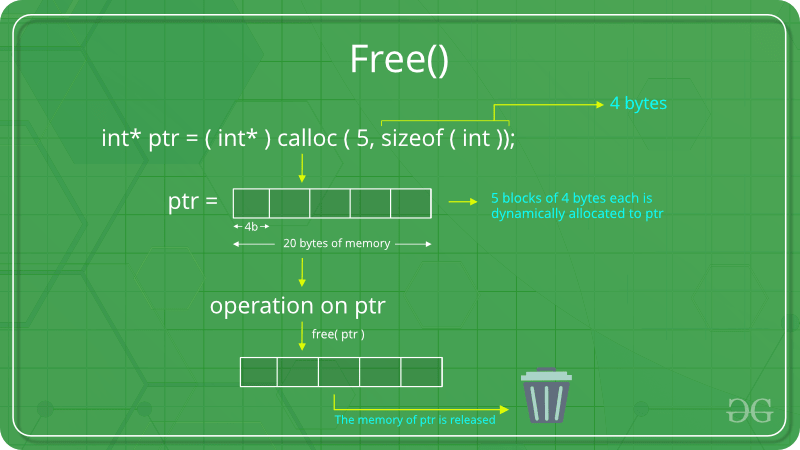 Free()
4 bytes
int* ptr = ( int* ) calloc ( 5, sizeof ( int ));
ptr =
5 blocks of 4 bytes each is
dynamically allocated to ptr
4b
20 bytes of memory
operation on ptr
free( ptr )
The memory of ptr is released
GG